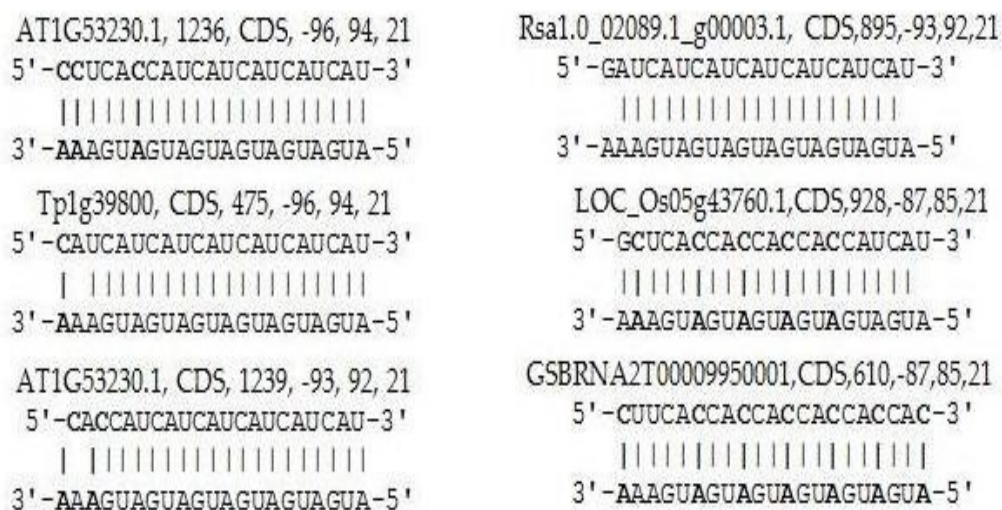 AT1G53230.1, 1236, CDS, -96, 94, 21
5'-CCUCACCAUCAUCAUCAUCAU-3'
3'-AAAGUAGUAGUAGUAGUAGUA-5'
Tp1g39800, CDS, 475, -96, 94, 21
5'-CAUCAUCAUCAUCAUCAUCAU-3'
3'-AAAGUAGUAGUAGUAGUAGUA-5'
AT1G53230.1, CDS, 1239, -93, 92, 21
5'-CACCAUCAUCAUCAUCAUCAU-3'
3'-AAAGUAGUAGUAGUAGUAGUA-5'
Rsa1.0_02089.1_g00003.1, CDS,895,-93,92,21
5'-GAUCAUCAUCAUCAUCAUCAU-3'
3'-AAAGUAGUAGUAGUAGUAGUA-5'
LOC_Os05g43760.1,CDS,928,-87,85,21
5'-GCUCACCACCACCACCAUCAU-3'
3'-AAAGUAGUAGUAGUAGUAGUA-5'
GSBRNA2T00009950001,CDS,610,-87,85,21
5'-CUUCACCACCACCACCACCAC-3'
3'-AAAGUAGUAGUAGUAGUAGUA-5'